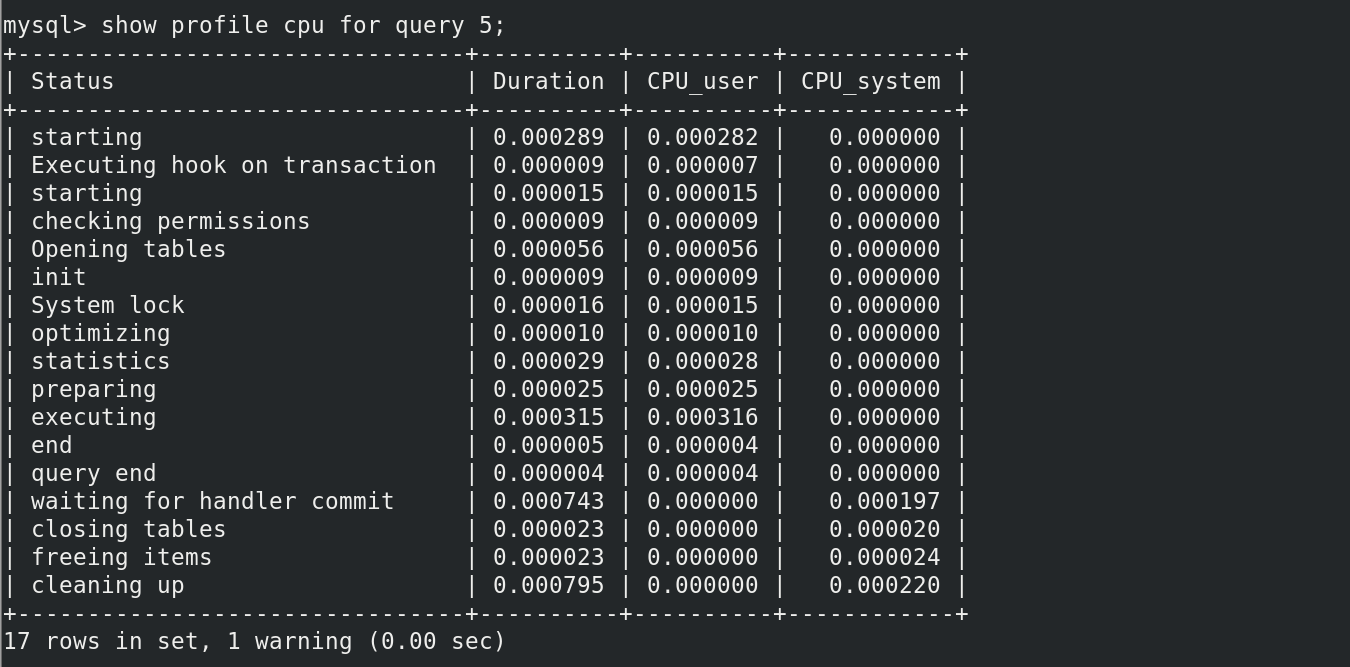 mysql> show profile cpu for query 5;
+--------------------------------+----------+----------+------------+
| Status                         | Duration | CPU_user | CPU_system |
+--------------------------------+----------+----------+------------+
| starting                       | 0.000289 | 0.000282 |   0.000000 |
| Executing hook on transaction  | 0.000009 | 0.000007 |   0.000000 |
| starting                       | 0.000015 | 0.000015 |   0.000000 |
| checking permissions           | 0.000009 | 0.000009 |   0.000000 |
| Opening tables                 | 0.000056 | 0.000056 |   0.000000 |
| init                           | 0.000009 | 0.000009 |   0.000000 |
| System lock                    | 0.000016 | 0.000015 |   0.000000 |
| optimizing                     | 0.000010 | 0.000010 |   0.000000 |
| statistics                     | 0.000029 | 0.000028 |   0.000000 |
| preparing                      | 0.000025 | 0.000025 |   0.000000 |
| executing                      | 0.000315 | 0.000316 |   0.000000 |
| end                            | 0.000005 | 0.000004 |   0.000000 |
| query end                      | 0.000004 | 0.000004 |   0.000000 |
| waiting for handler commit     | 0.000743 | 0.000000 |   0.000197 |
| closing tables                 | 0.000023 | 0.000000 |   0.000020 |
| freeing items                  | 0.000023 | 0.000000 |   0.000024 |
| cleaning up                    | 0.000795 | 0.000000 |   0.000220 |
+--------------------------------+----------+----------+------------+
17 rows in set, 1 warning (0.00 sec)